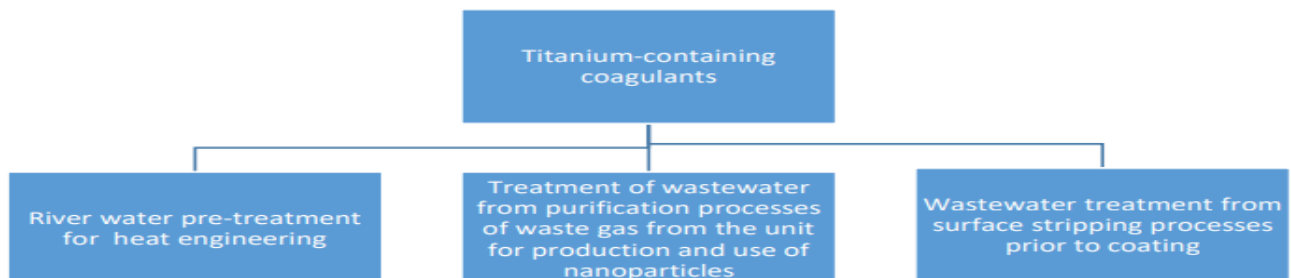 Titanium-containing
coagulants
River water pre-treatment
for heat engineering
Treatment of wastewater
from purification processes
of waste gas from the unit
for production and use of
nanoparticles
Wastewater treatment from
surface stripping processes
prior to coating